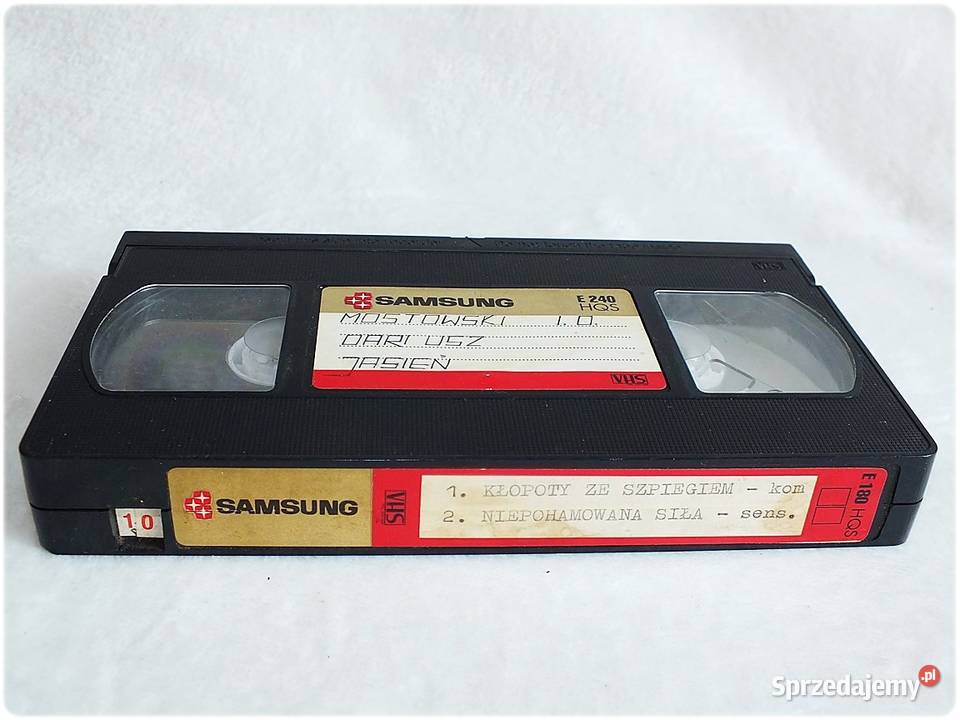 VHS
SAMSUNG E 240
HQS
MOSTOWSKI I.O.
DARIUSZ
JASIEŃ
VHS
SAMSUNG
VHS
1. KŁOPOTY ZE SZPIEGIEM - kom
2. NIEPOHAMOWANA SIŁA - sens.
E 180 HQS
10
Sprzedajemy.pl